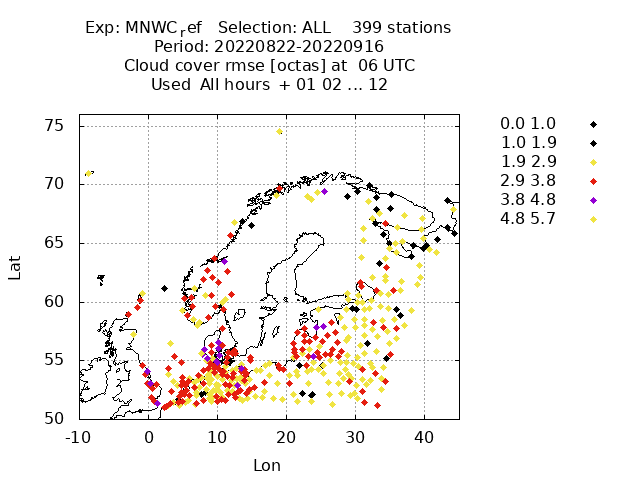 Exp: MNWCref   Selection: ALL    399 stations
Period: 20220822-20220916
Cloud cover rmse [octas] at  06 UTC
Used  All hours  + 01 02 ... 12
0.0 1.0
1.0 1.9
1.9 2.9
2.9 3.8
3.8 4.8
4.8 5.7
75
70
65
60
55
50
Lat
-10 0 10 20 30 40
Lon